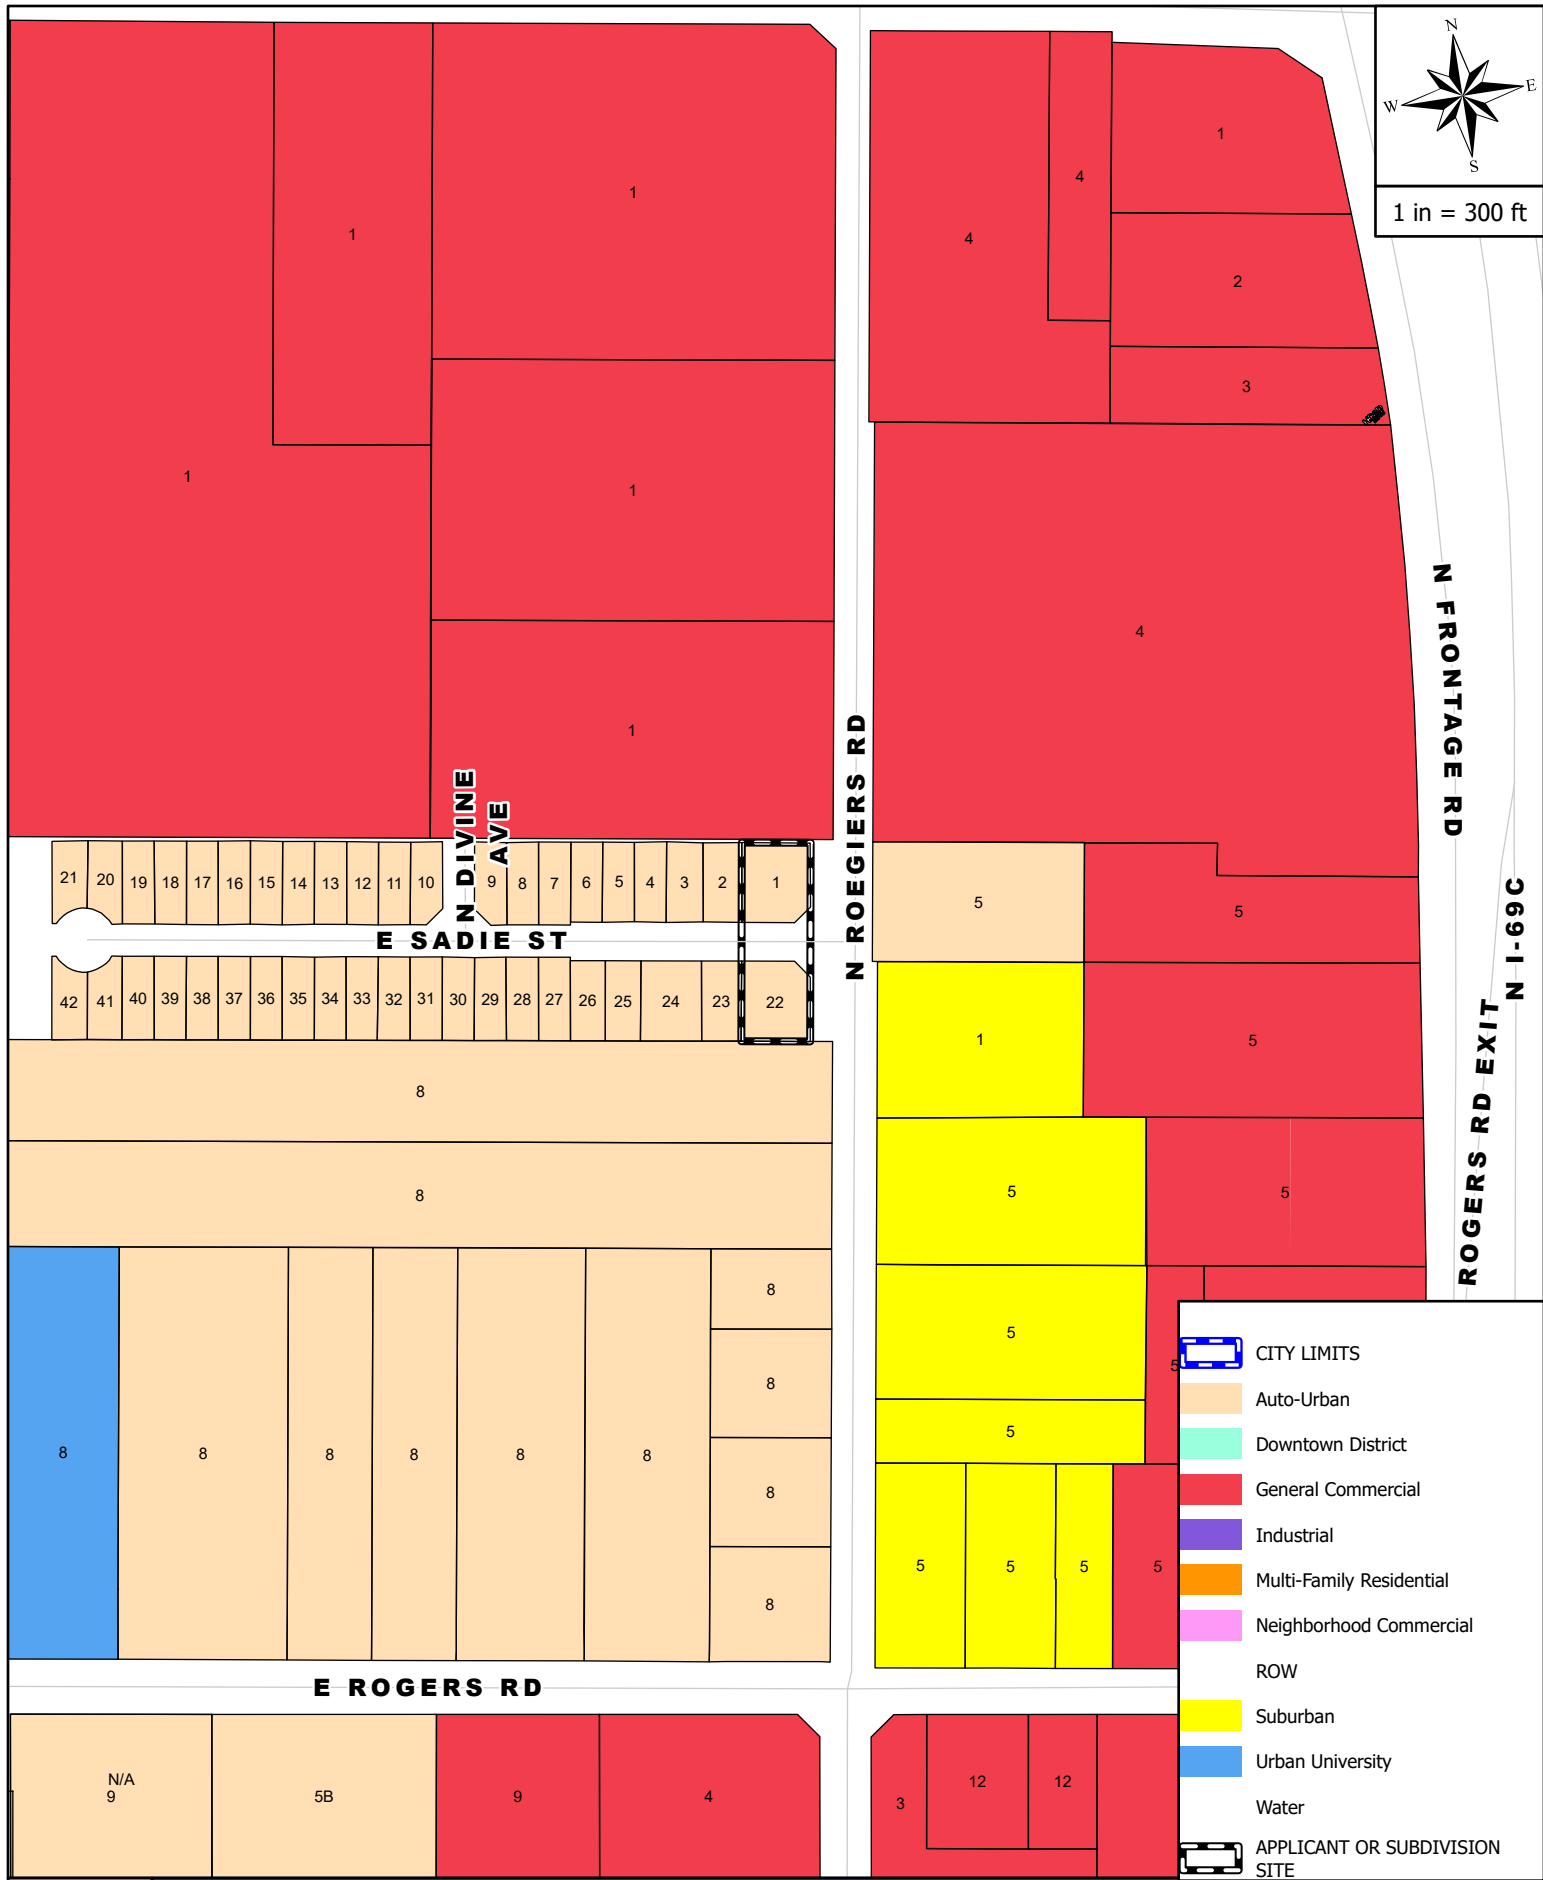 N
W
E
S
1 in = 300 ft
1
1
4
4
1
2
3
1
1
4
1
N FRONTAGE RD
N ROEGIERS RD
N DIVINE
AVE
21 20 19 18 17 16 15 14 13 12 11 10 9 8 7 6 5 4 3 2 1
5
5
N I-69C
E SADIE ST
42 41 40 39 38 37 36 35 34 33 32 31 30 29 28 27 26 25 24 23 22
1
5
ROGERS RD EXIT
8
8
5
5
8
5
5
8
5
8 8 8 8 8 8
8
5 5 5 5
8
E ROGERS RD
N/A
9
5B
9
4
3
12
12
CITY LIMITS
Auto-Urban
Downtown District
General Commercial
Industrial
Multi-Family Residential
Neighborhood Commercial
ROW
Suburban
Urban University
Water
APPLICANT OR SUBDIVISION
SITE